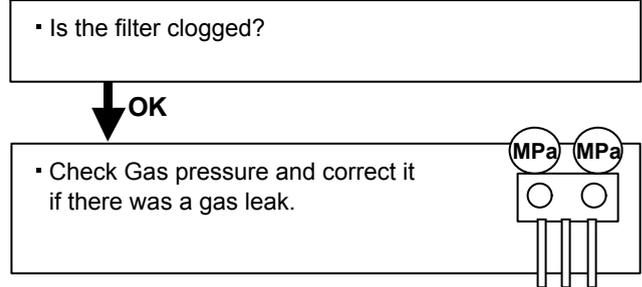 ▪ Is the filter clogged?
OK
▪ Check Gas pressure and correct it
if there was a gas leak.
MPa MPa